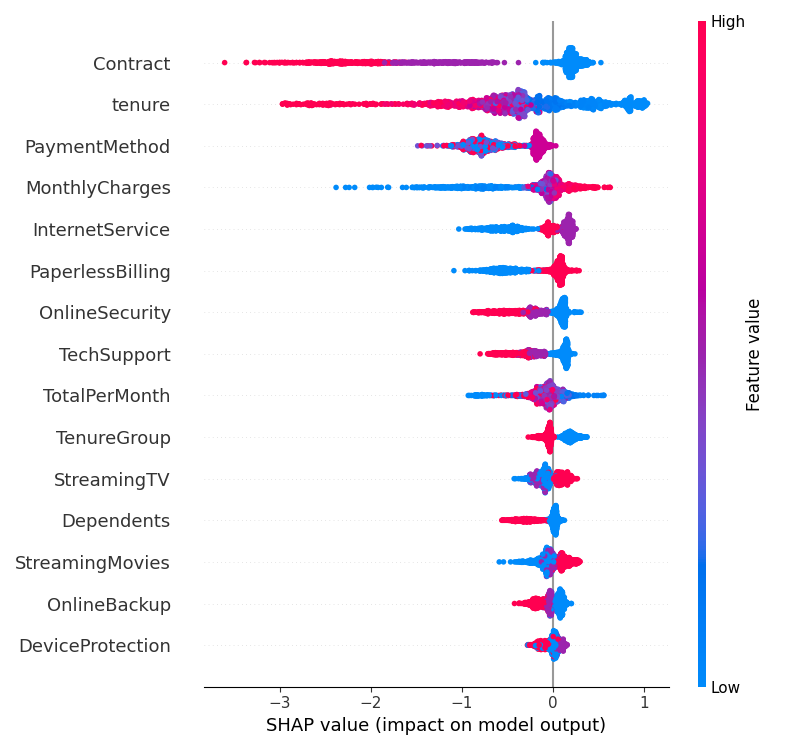 High
Contract
tenure
PaymentMethod
MonthlyCharges
InternetService
PaperlessBilling
OnlineSecurity
TechSupport
TotalPerMonth
TenureGroup
StreamingTV
Dependents
StreamingMovies
OnlineBackup
DeviceProtection
Feature value
Low
−3 −2 −1 0 1
SHAP value (impact on model output)